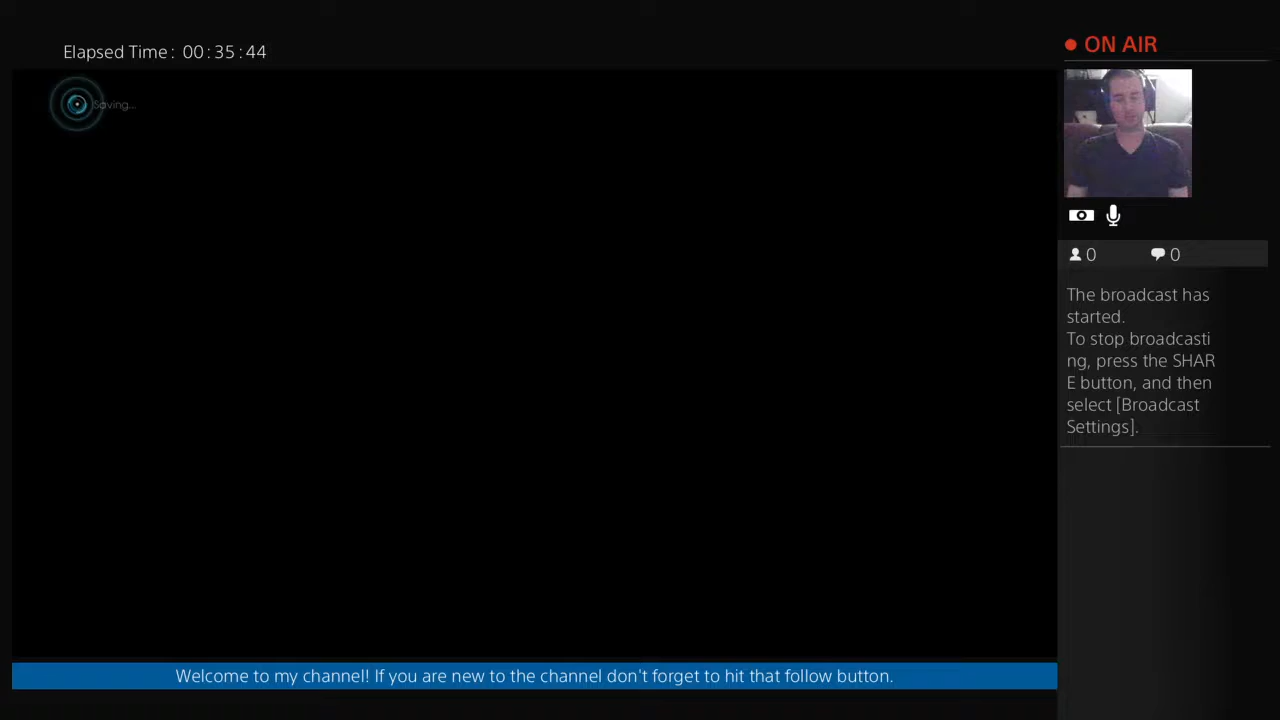 Elapsed Time: 00:35:44
ON AIR
Saving...
0
0
The broadcast has
started.
To stop broadcasti
ng, press the SHAR
E button, and then
select [Broadcast
Settings].
Welcome to my channel! If you are new to the channel don't forget to hit that follow button.